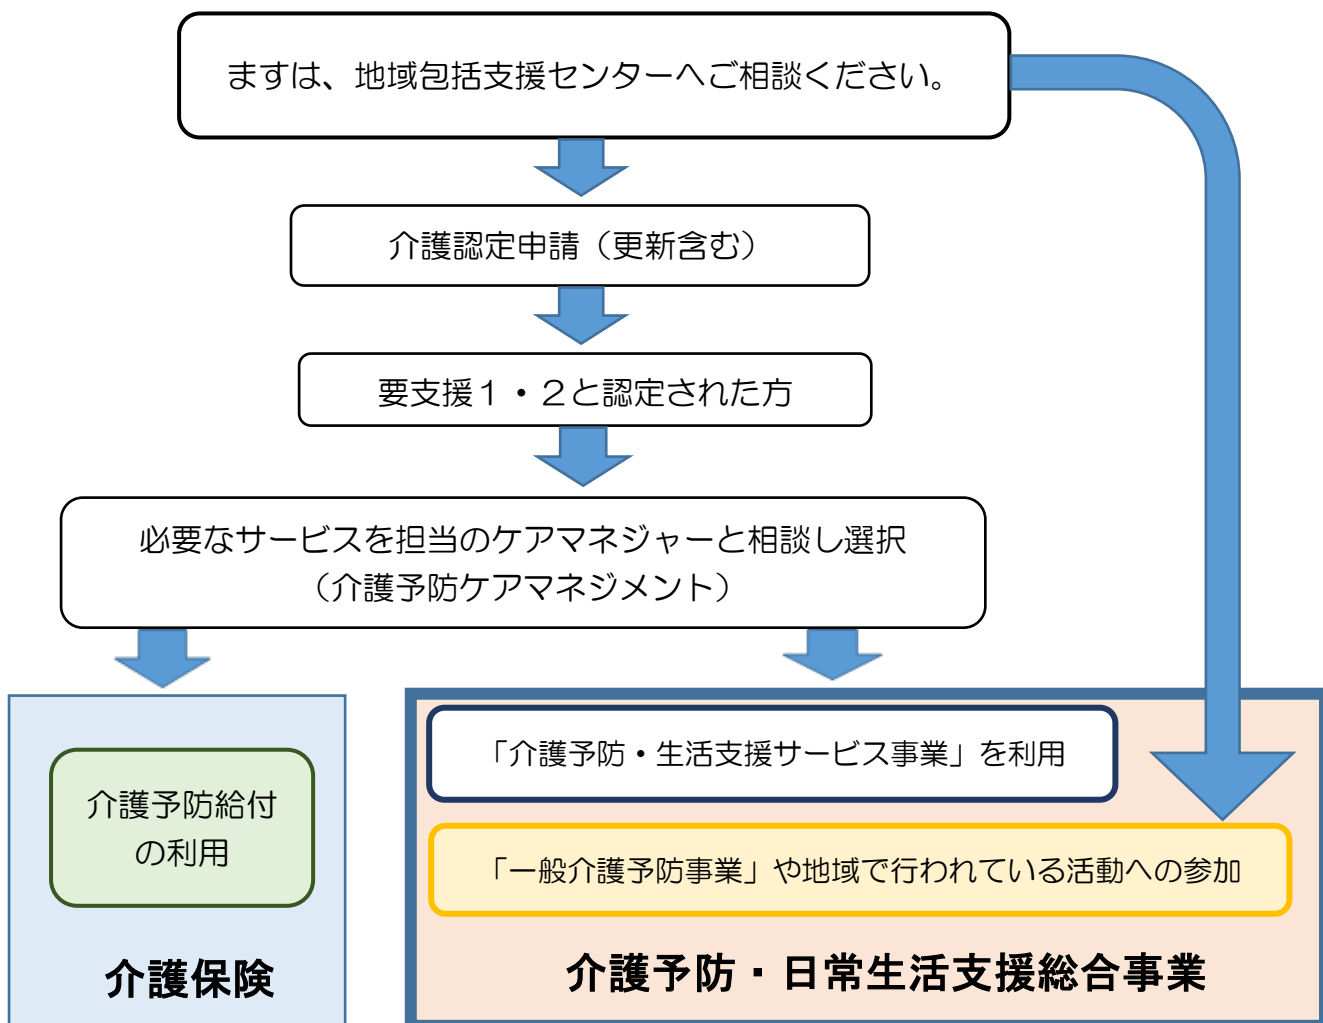 ますは、地域包括支援センターへご相談ください。
介護認定申請（更新含む）
要支援１・２と認定された方
必要なサービスを担当のケアマネジャーと相談し選択
（介護予防ケアマネジメント）
介護予防給付
の利用
介護保険
「介護予防・生活支援サービス事業」を利用
「一般介護予防事業」や地域で行われている活動への参加
介護予防・日常生活支援総合事業